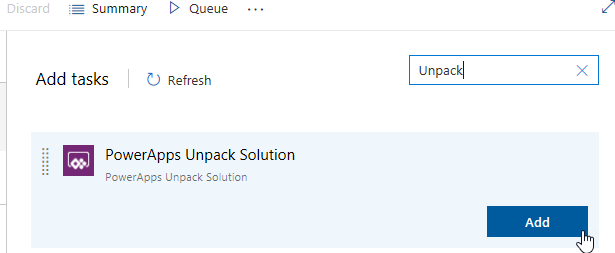 Discard Summary Queue ...
Add tasks Refresh Unpack
PowerApps Unpack Solution
PowerApps Unpack Solution
Add